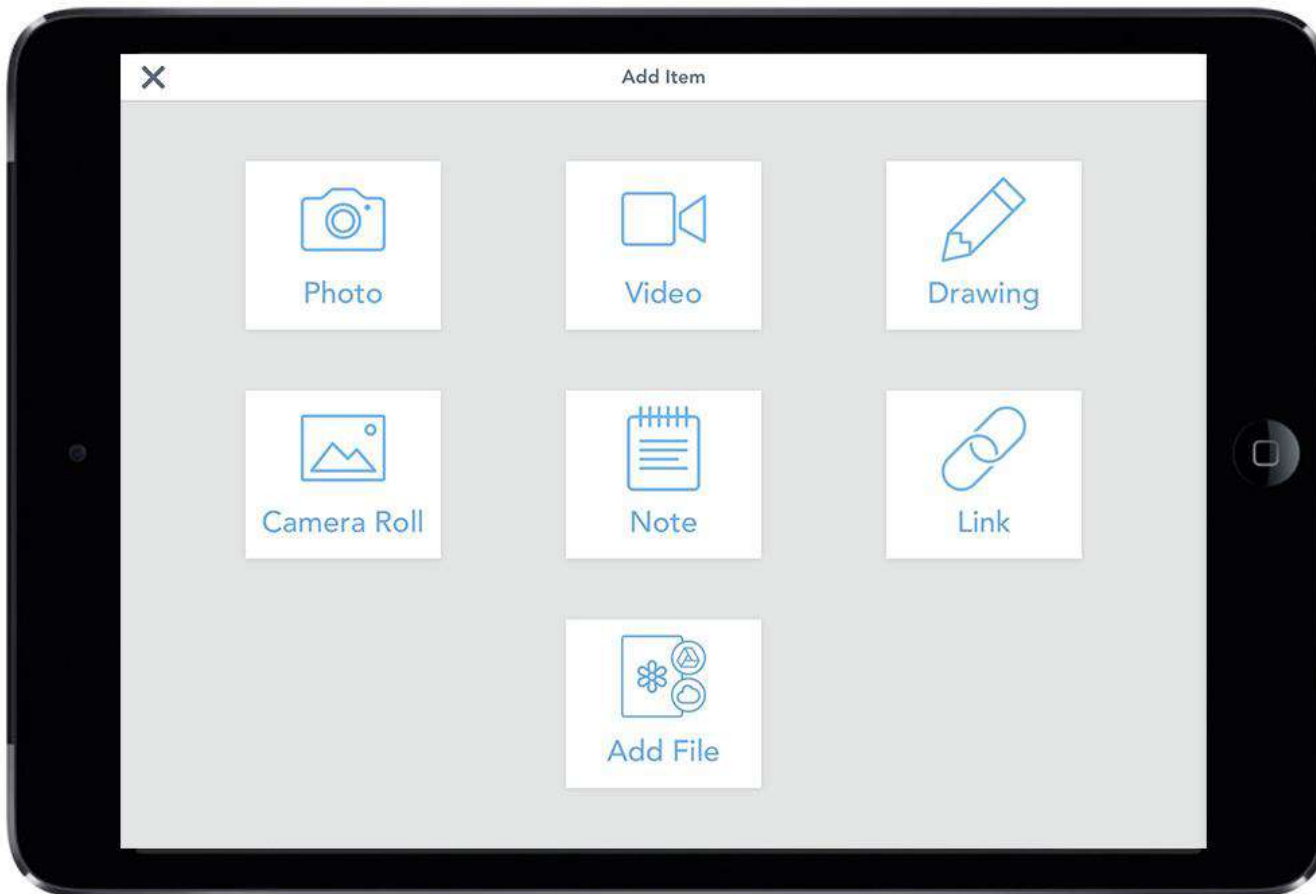 Add Item
Photo
Video
Drawing
Camera Roll
Note
Link
Add File